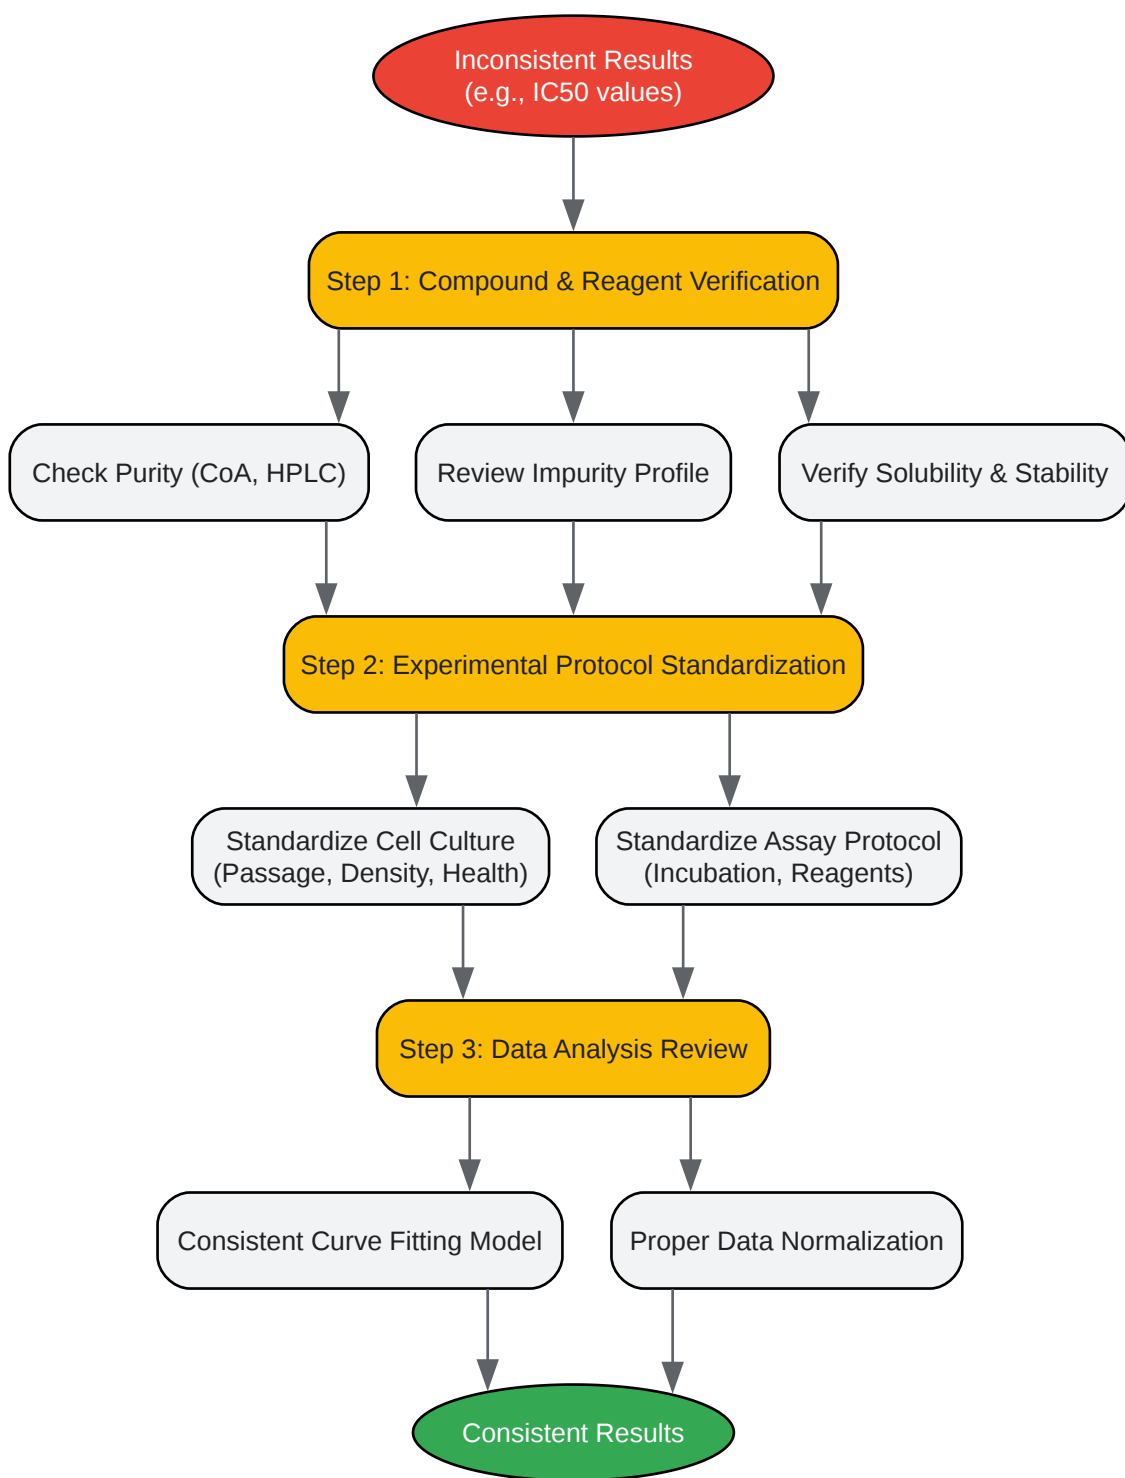 Inconsistent Results
(e.g., IC50 values)
Step 1: Compound & Reagent Verification
Check Purity (CoA, HPLC)
Review Impurity Profile
Verify Solubility & Stability
Step 2: Experimental Protocol Standardization
Standardize Cell Culture
(Passage, Density, Health)
Standardize Assay Protocol
(Incubation, Reagents)
Step 3: Data Analysis Review
Consistent Curve Fitting Model
Proper Data Normalization
Consistent Results